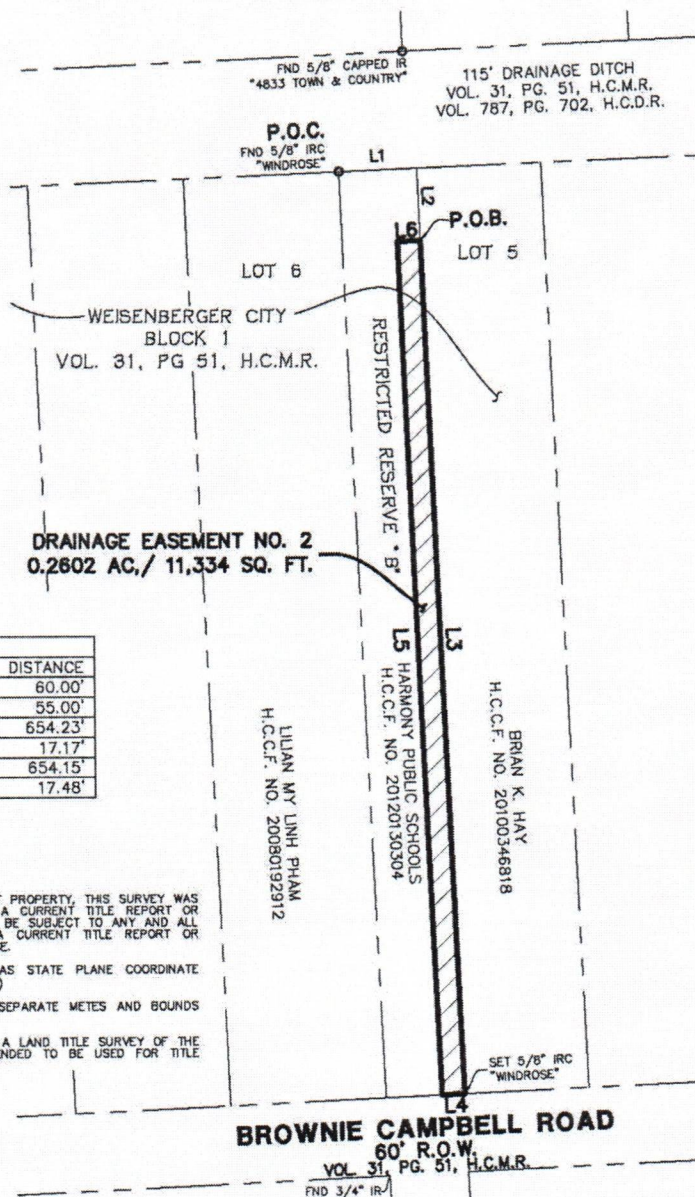 FND 5/8" CAPPED IR
"4833 TOWN & COUNTRY"
115' DRAINAGE DITCH
VOL. 31, PG. 51, H.C.M.R.
VOL. 787, PG. 702, H.C.D.R.
P.O.C.
FND 5/8" IRC
"WINDROSE"
L1
L2
L6
P.O.B.
LOT 6
LOT 5
WEISENBERGER CITY
BLOCK 1
VOL. 31, PG 51, H.C.M.R.
RESTRICTED RESERVE "B"
DRAINAGE EASEMENT NO. 2
0.2602 AC./ 11,334 SQ. FT.
L5
L3
DISTANCE
60.00'
55.00'
654.23'
17.17'
654.15'
17.48'
LILIAN MY LINH PHAM
H.C.C.F. NO. 20080192912
HARMONY PUBLIC SCHOOLS
H.C.C.F. NO. 20120130304
BRIAN K. HAY
H.C.C.F. NO. 20100346818
T PROPERTY, THIS SURVEY WAS
A CURRENT TITLE REPORT OR
BE SUBJECT TO ANY AND ALL
A CURRENT TITLE REPORT OR
E.
AS STATE PLANE COORDINATE
)
SEPARATE METES AND BOUNDS
A LAND TITLE SURVEY OF THE
NDED TO BE USED FOR TITLE
SET 5/8" IRC
"WINDROSE"
L4
BROWNIE CAMPBELL ROAD
60' R.O.W.
VOL. 31, PG. 51, H.C.M.R.
FND 3/4" IR